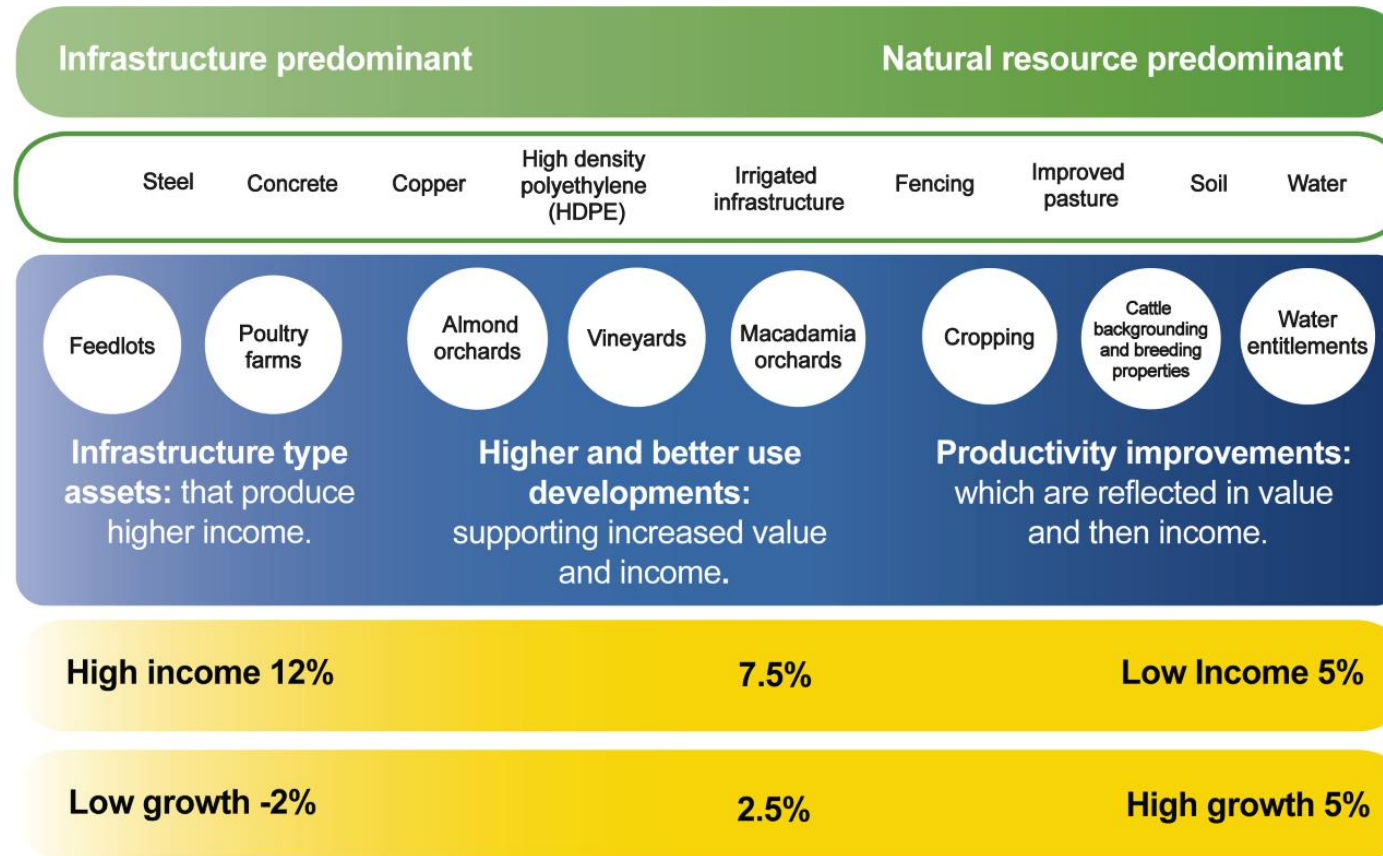 Infrastructure predominant
Natural resource predominant
Steel
Concrete
Copper
High density
polyethylene
(HDPE)
Irrigated
infrastructure
Fencing
Improved
pasture
Soil
Water
Feedlots
Poultry
farms
Almond
orchards
Vineyards
Macadamia
orchards
Cropping
Cattle
backgrounding
and breeding
properties
Water
entitlements
Infrastructure type
assets: that produce
higher income.
Higher and better use
developments:
supporting increased value
and income.
Productivity improvements:
which are reflected in value
and then income.
High income 12%
7.5%
Low Income 5%
Low growth -2%
2.5%
High growth 5%